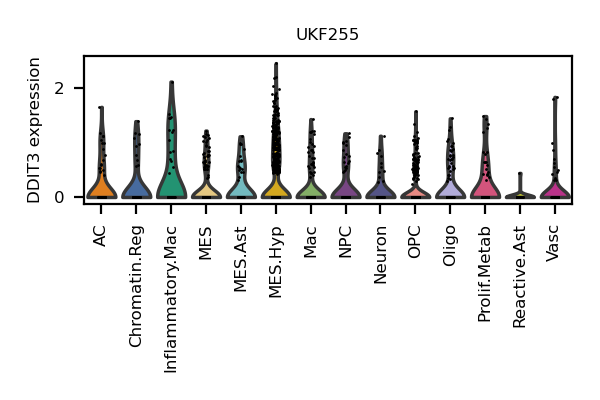 UKF255
DDIT3 expression
2
0
AC
Chromatin.Reg
Inflammatory.Mac
MES
MES.Ast
MES.Hyp
Mac
NPC
Neuron
OPC
Oligo
Prolif.Metab
Reactive.Ast
Vasc